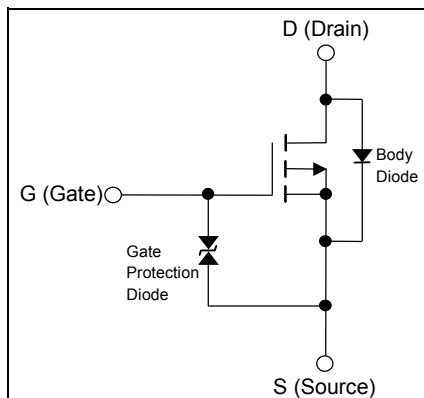 D (Drain)
Body
Diode
G (Gate)
Gate
Protection
Diode
S (Source)